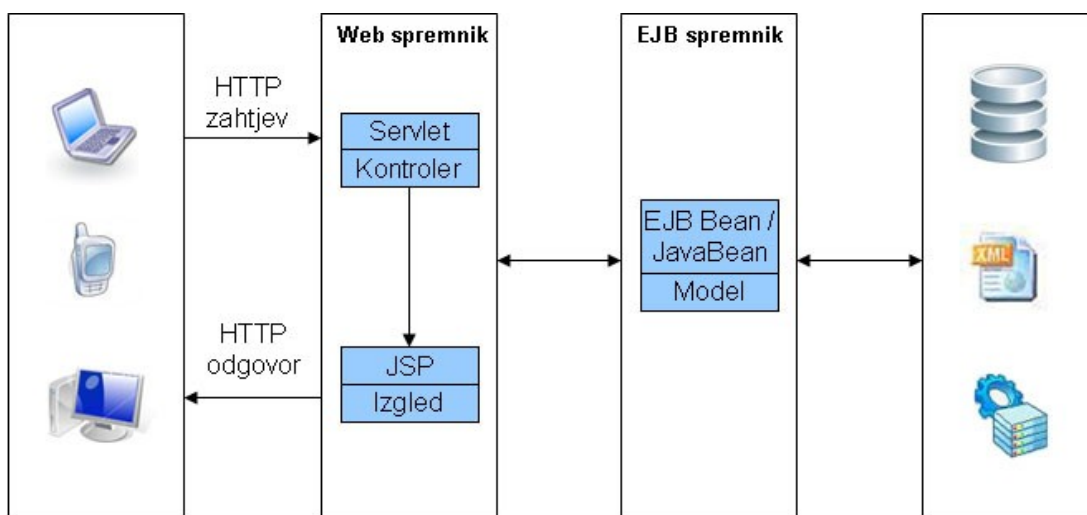 Web spremnik
EJB spremnik
HTTP
zahtjev
Servlet
Kontroler
EJB Bean /
JavaBean
Model
XML
HTTP
odgovor
JSP
Izgled